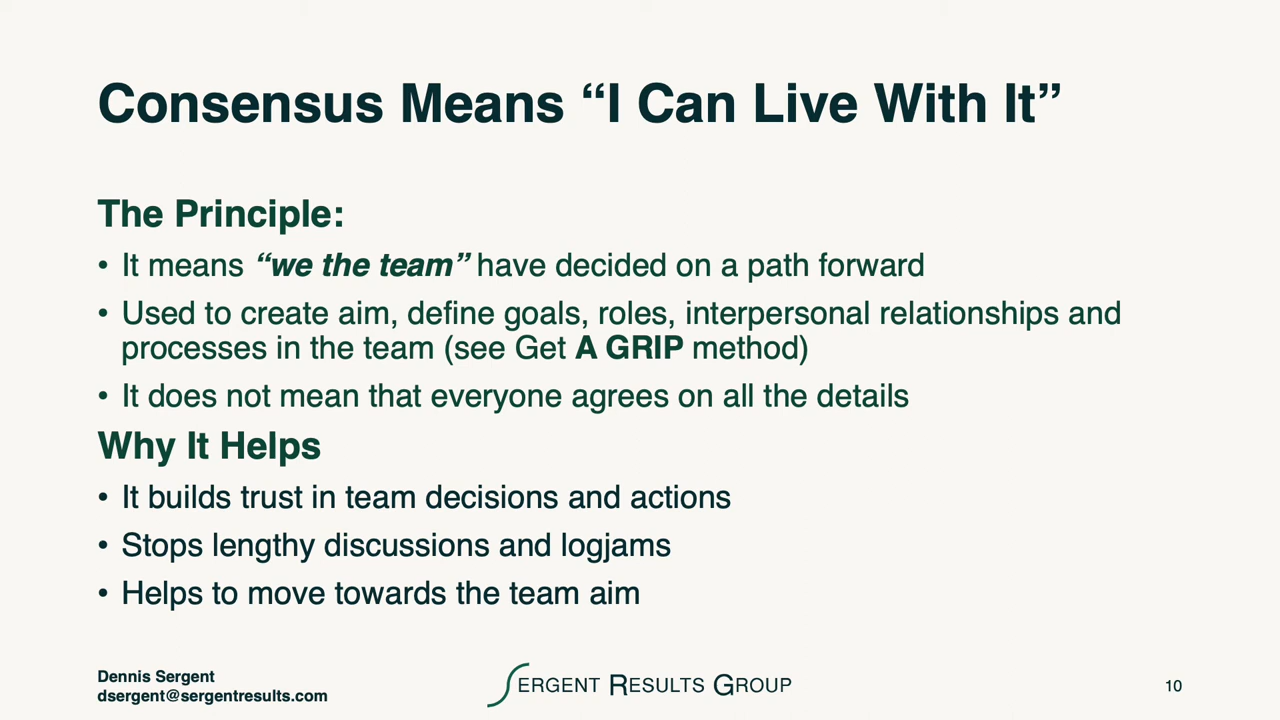 Consensus Means “I Can Live With It”
The Principle:
• It means “we the team” have decided on a path forward
• Used to create aim, define goals, roles, interpersonal relationships and
processes in the team (see Get A GRIP method)
• It does not mean that everyone agrees on all the details
Why It Helps
• It builds trust in team decisions and actions
• Stops lengthy discussions and logjams
• Helps to move towards the team aim
Dennis Sergent
dsergent@sergentresults.com
SERGENT RESULTS GROUP
10